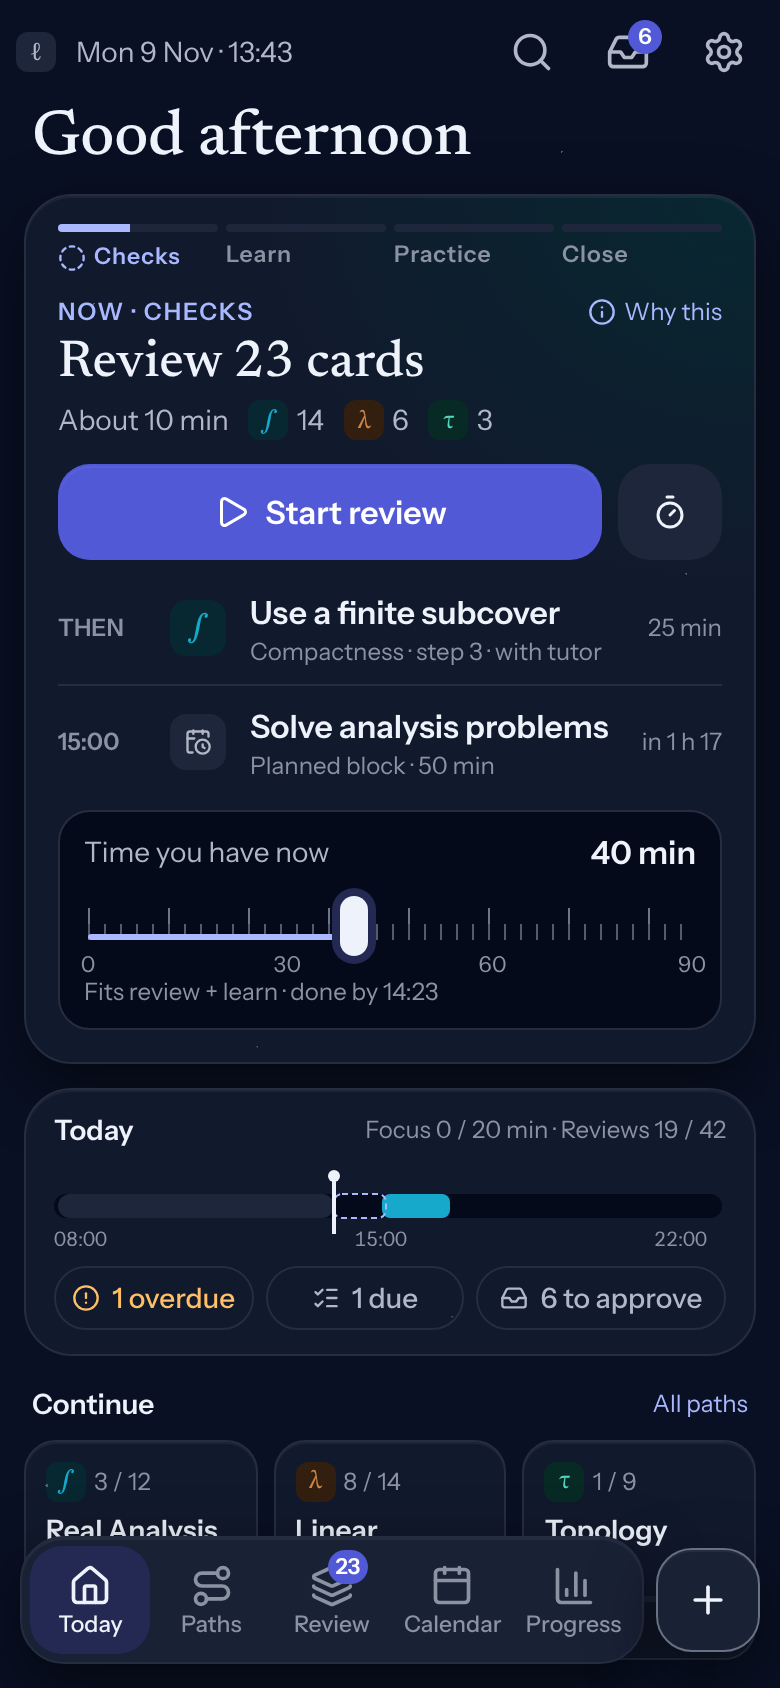 ℓ Mon 9 Nov · 13:43 6
Good afternoon
Checks Learn Practice Close
NOW · CHECKS Why this
Review 23 cards
About 10 min ∫ 14 λ 6 τ 3
Start review
THEN ∫ Use a finite subcover 25 min
Compactness · step 3 · with tutor
15:00 Solve analysis problems in 1 h 17
Planned block · 50 min
Time you have now 40 min
0 30 60 90
Fits review + learn · done by 14:23
Today Focus 0 / 20 min · Reviews 19 / 42
08:00 15:00 22:00
1 overdue 1 due 6 to approve
Continue All paths
∫ 3 / 12 λ 8 / 14 τ 1 / 9
Real Analysis Linear Topology
23
Today Paths Review Calendar Progress